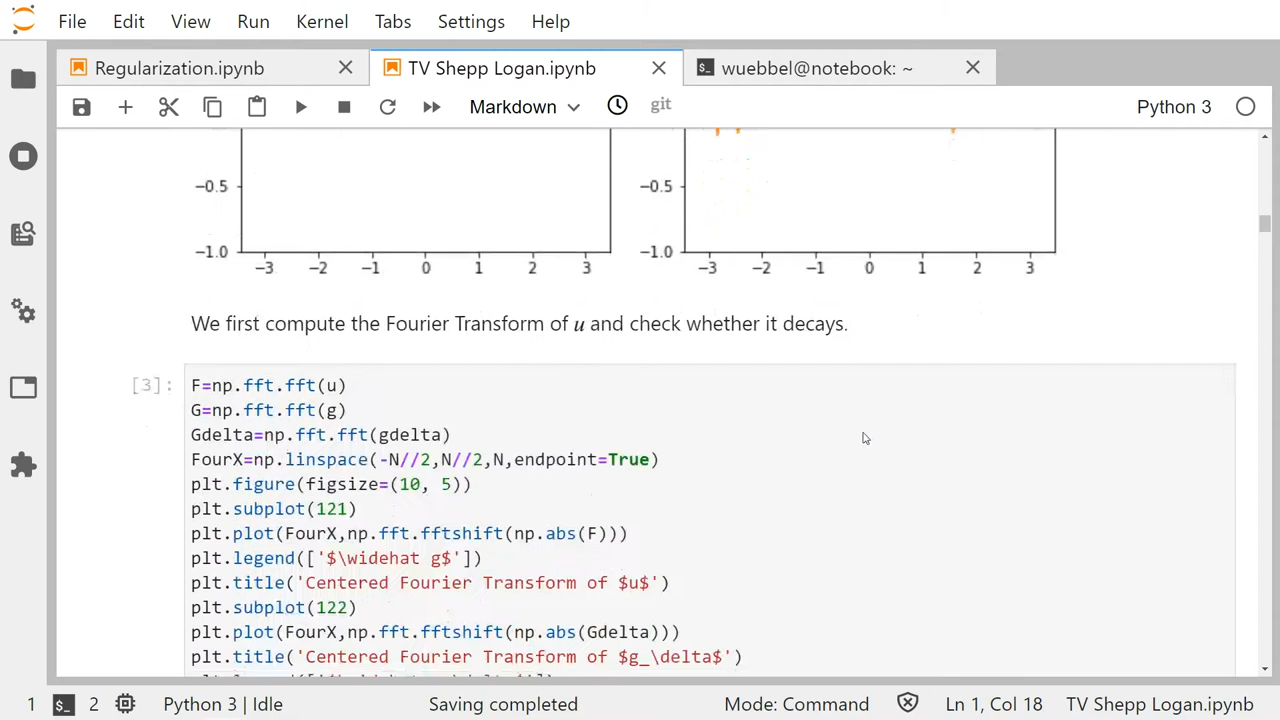 File Edit View Run Kernel Tabs Settings Help
Regularization.ipynb TV Shepp Logan.ipynb wuebbel@notebook: ~
Markdown git Python 3
−0.5 −0.5
−1.0 −1.0
−3 −2 −1 0 1 2 3 −3 −2 −1 0 1 2 3
We first compute the Fourier Transform of u and check whether it decays.
[3]: F=np.fft.fft(u)
G=np.fft.fft(g)
Gdelta=np.fft.fft(gdelta)
FourX=np.linspace(-N//2,N//2,N,endpoint=True)
plt.figure(figsize=(10, 5))
plt.subplot(121)
plt.plot(FourX,np.fft.fftshift(np.abs(F)))
plt.legend(['$\widehat g$'])
plt.title('Centered Fourier Transform of $u$')
plt.subplot(122)
plt.plot(FourX,np.fft.fftshift(np.abs(Gdelta)))
plt.title('Centered Fourier Transform of $g_\delta$')
1 $_ 2 Python 3 | Idle Saving completed Mode: Command Ln 1, Col 18 TV Shepp Logan.ipynb